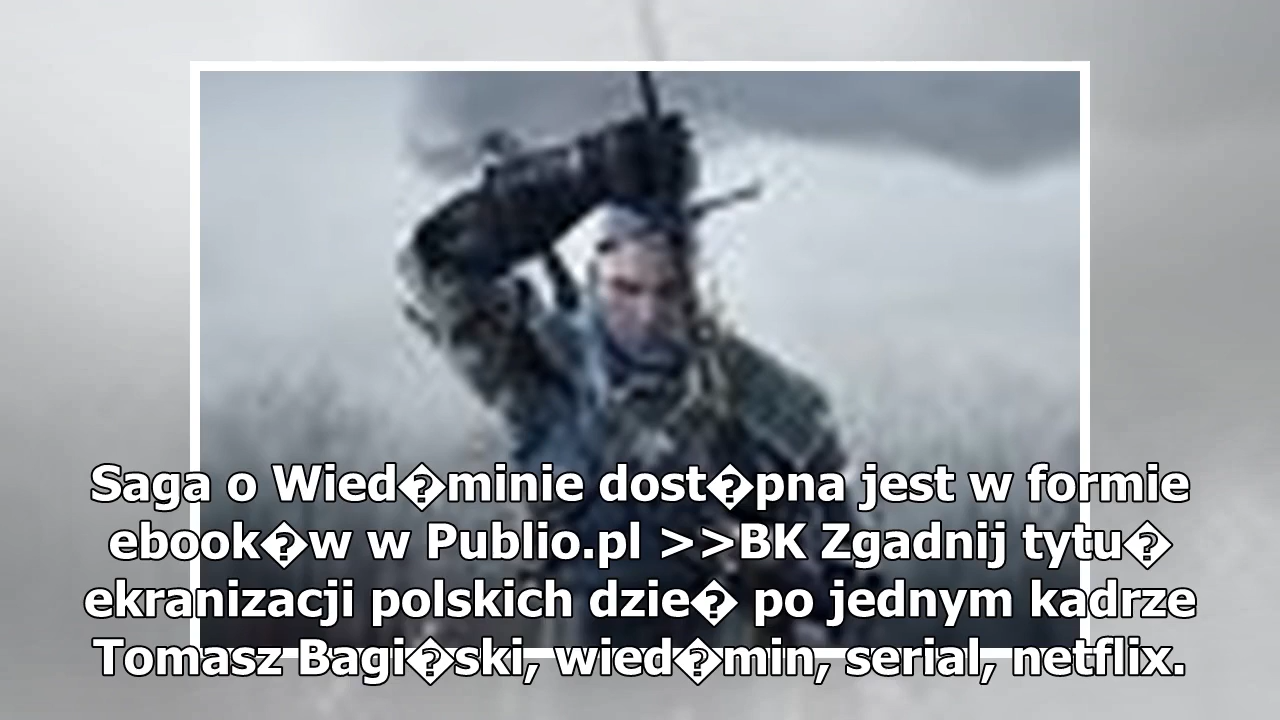 Saga o Wied�minie dost�pna jest w formie
ebook�w w Publio.pl >>BK Zgadnij tytu�
ekranizacji polskich dzie� po jednym kadrze
Tomasz Bagi�ski, wied�min, serial, netflix.